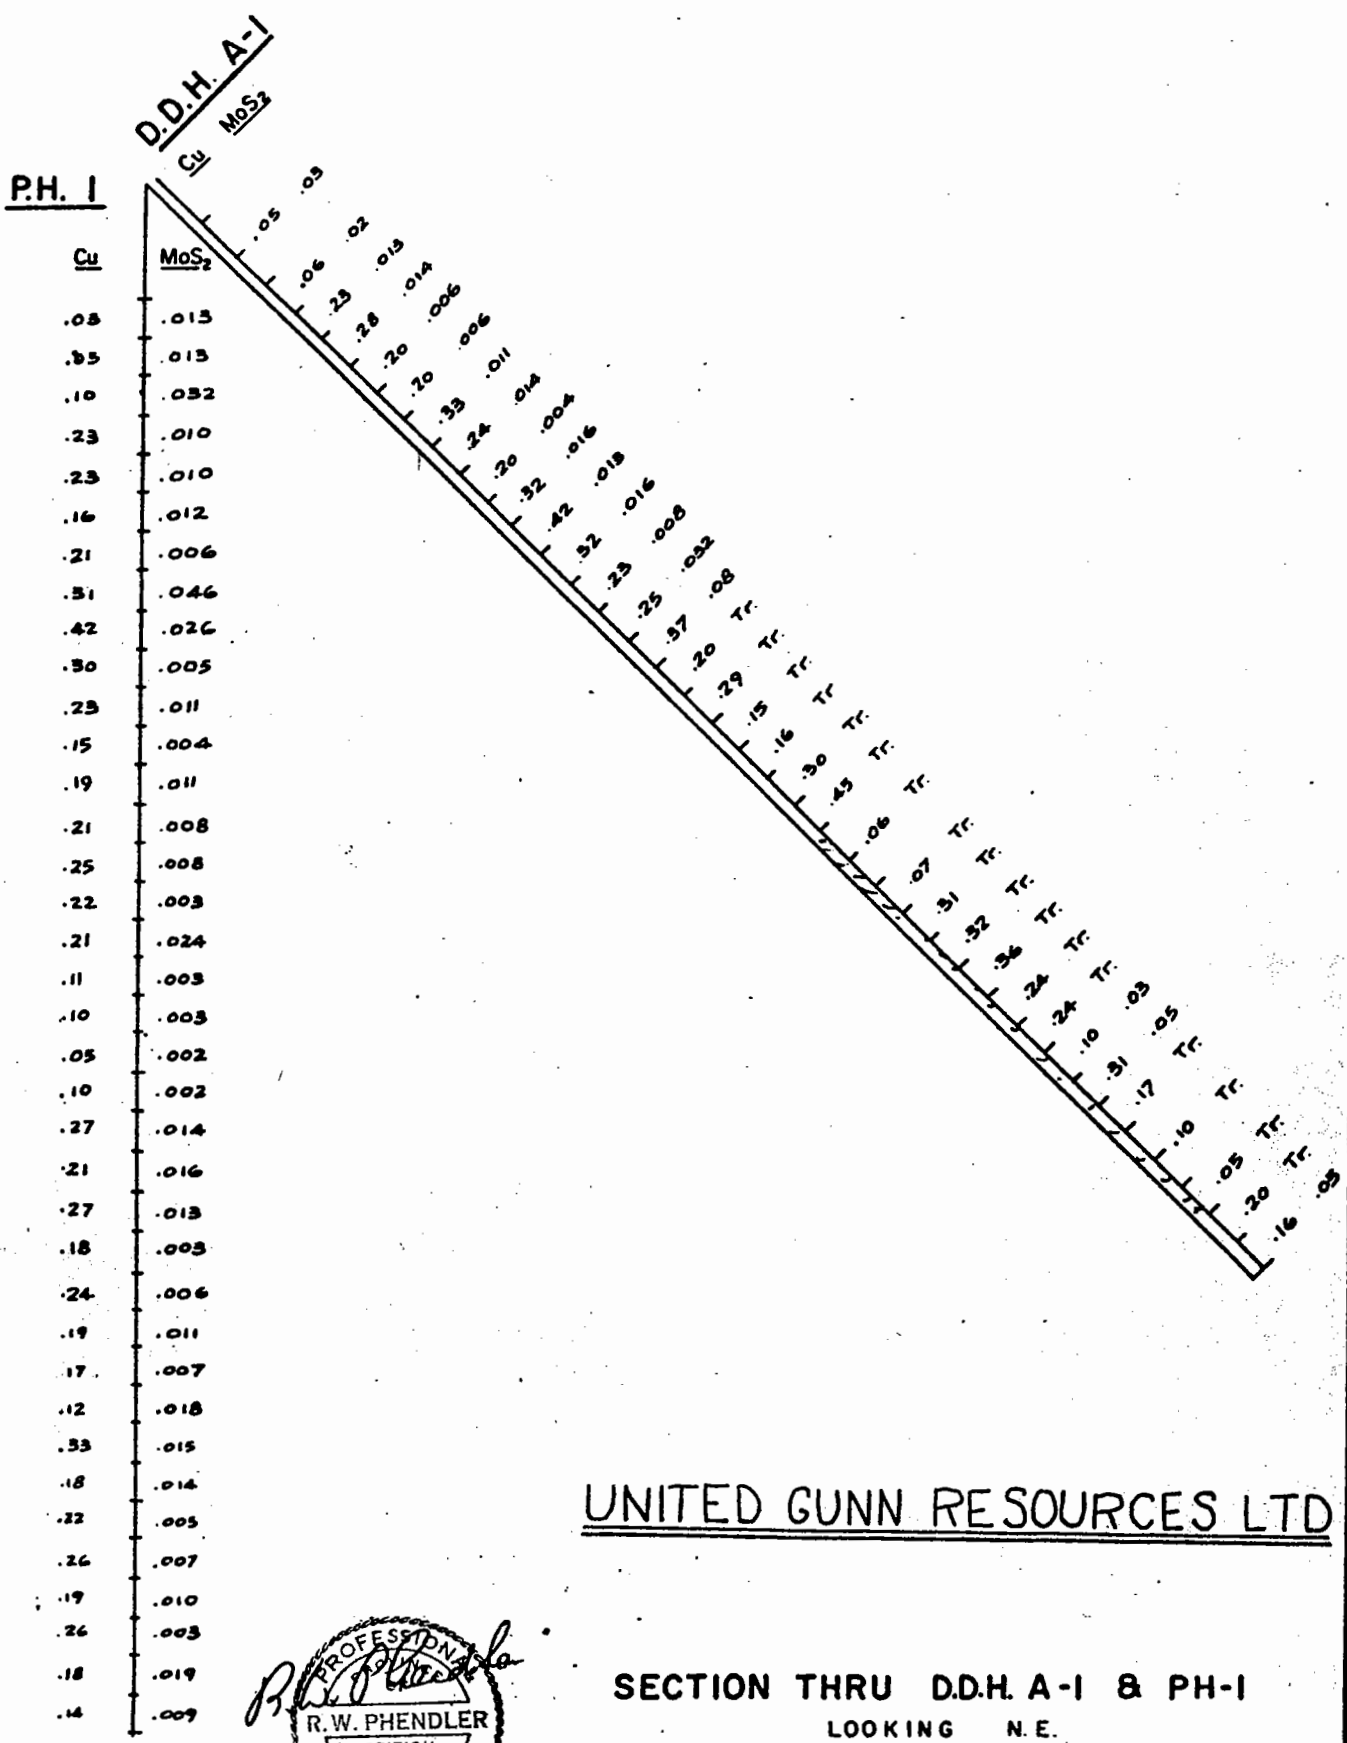 D.D.H. A-1
Cu MoS2
.05 .03
.06 .02
.23 .013
.28 .014
.20 .006
.20 .006
.33 .011
.24 .014
.20 .004
.32 .016
.42 .013
.32 .016
.23 .008
.25 .032
.37 .08
.20 Tr.
.29 Tr.
.15 Tr.
.16 Tr
.30 Tr.
.45 Tr.
.06 Tr.
.07 Tr.
.31 Tr.
.32 Tr.
.36 Tr.
.24 Tr.
.24 Tr.
.10 .03
.31 .05
.17 Tr.
.10 Tr.
.05 Tr.
.20 Tr.
.16 .03
P.H. 1
Cu MoS2
.03 .013
.05 .013
.10 .032
.23 .010
.23 .010
.16 .012
.21 .006
.31 .046
.42 .026
.30 .005
.23 .011
.15 .004
.19 .011
.21 .008
.25 .008
.22 .003
.21 .024
.11 .003
.10 .003
.05 .002
.10 .002
.27 .014
.21 .016
.27 .013
.18 .003
.24 .006
.19 .011
.17 .007
.12 .018
.33 .015
.18 .014
.22 .005
.26 .007
.19 .010
.26 .003
.18 .019
.14 .009
UNITED GUNN RESOURCES LTD
PROFESSIONAL
R.W. PHENDLER
SECTION THRU D.D.H. A-1 & PH-1
LOOKING N.E.